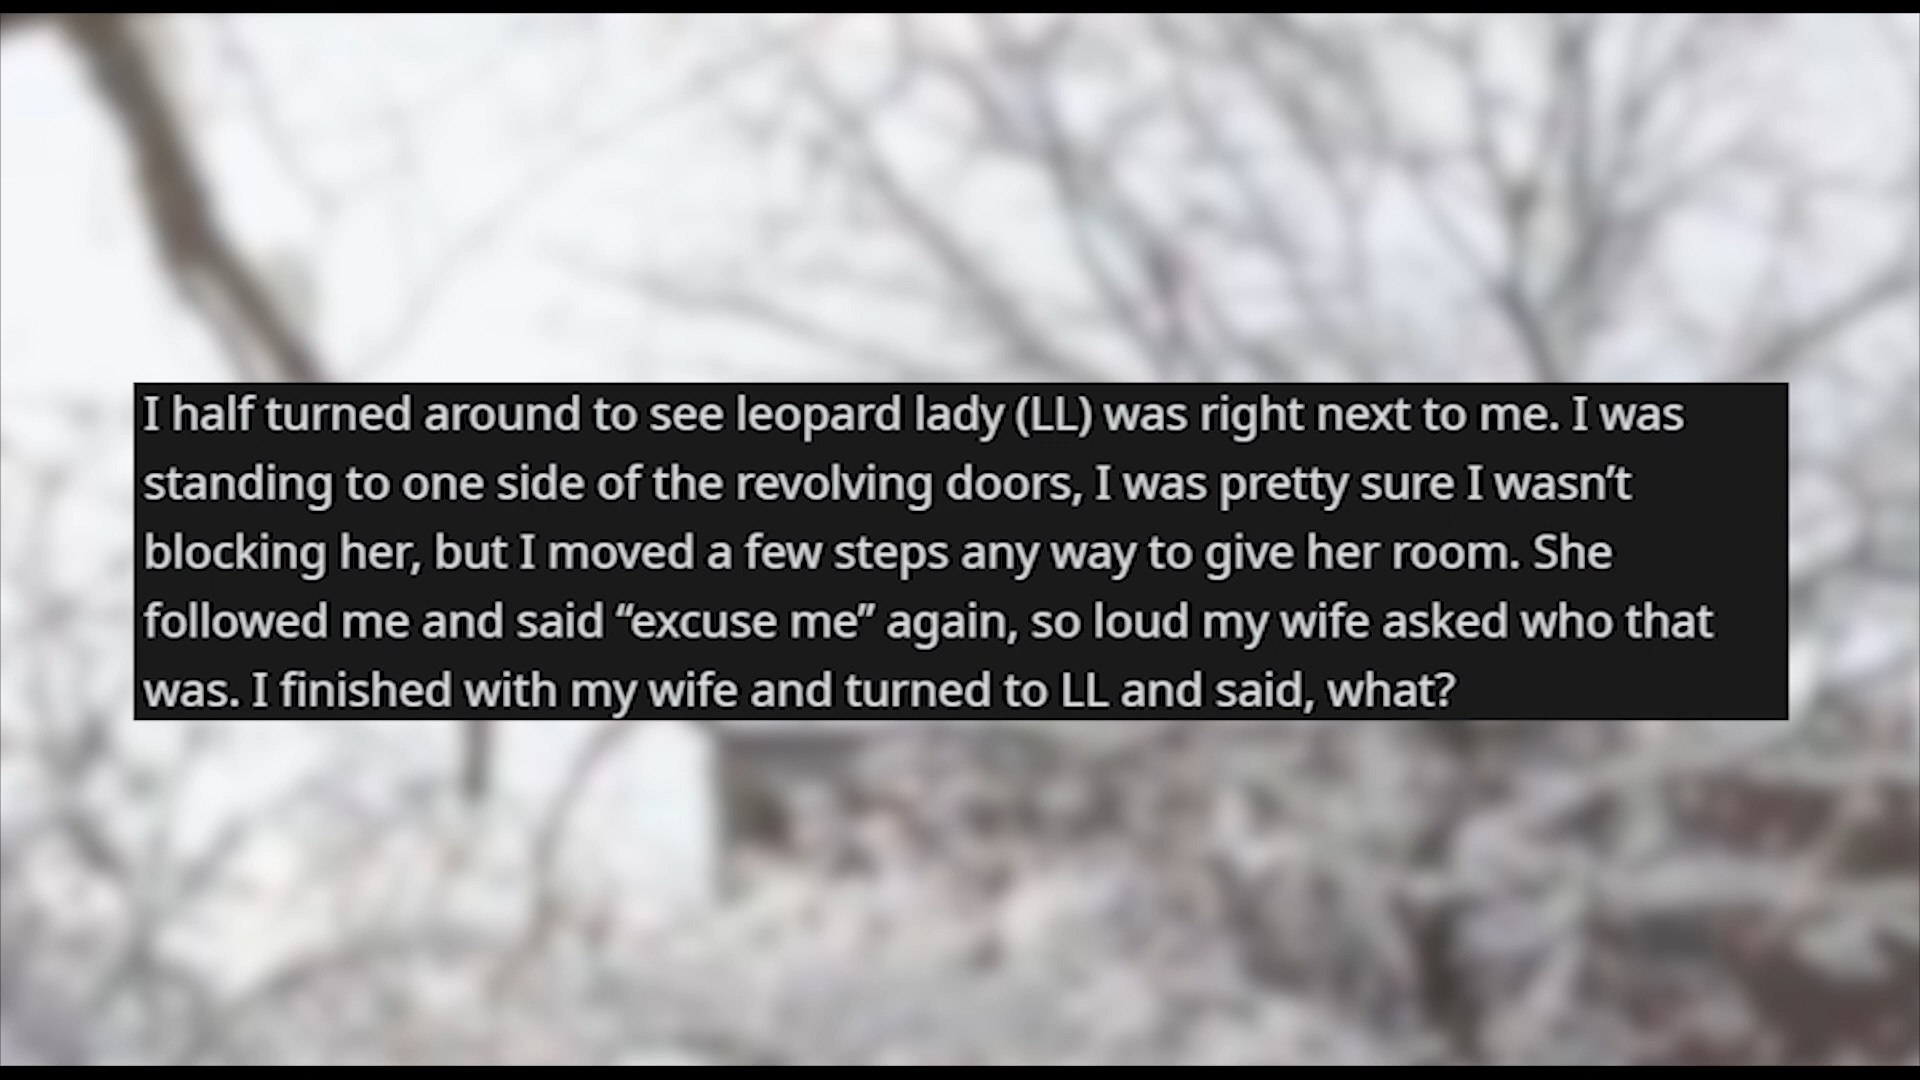 I half turned around to see leopard lady (LL) was right next to me. I was
standing to one side of the revolving doors, I was pretty sure I wasn’t
blocking her, but I moved a few steps any way to give her room. She
followed me and said “excuse me” again, so loud my wife asked who that
was. I finished with my wife and turned to LL and said, what?